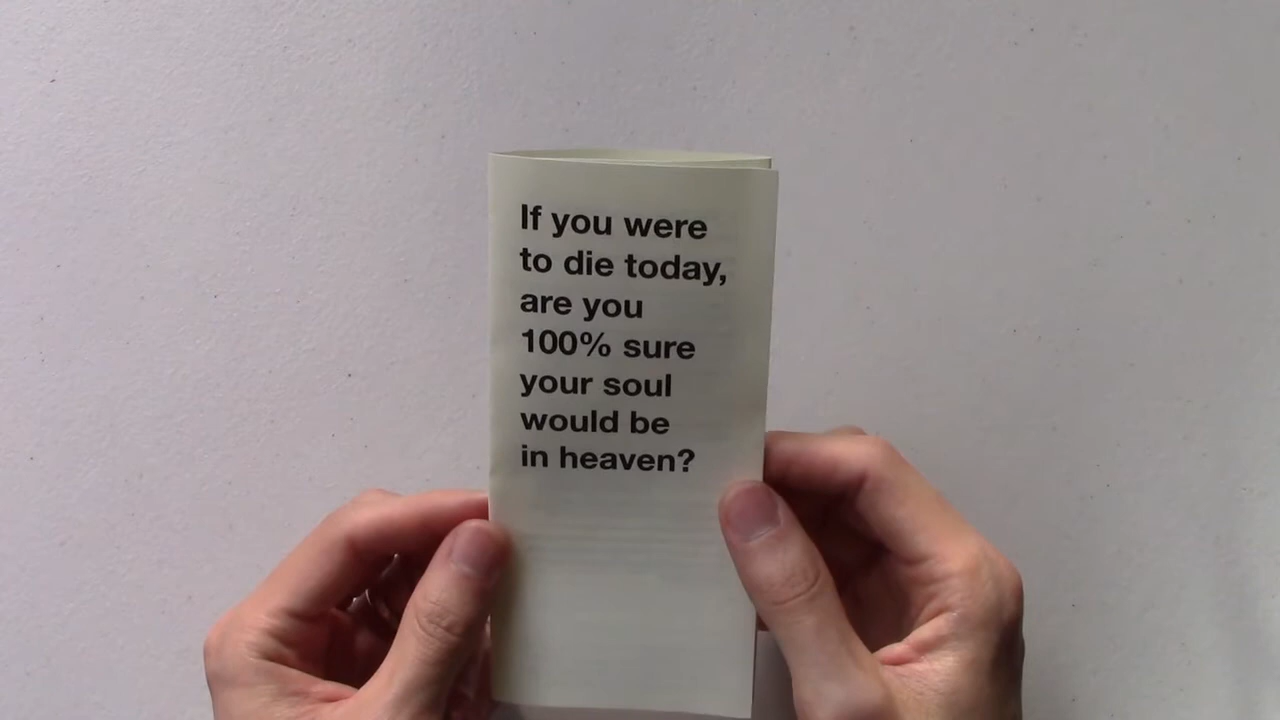 If you were
to die today,
are you
100% sure
your soul
would be
in heaven?